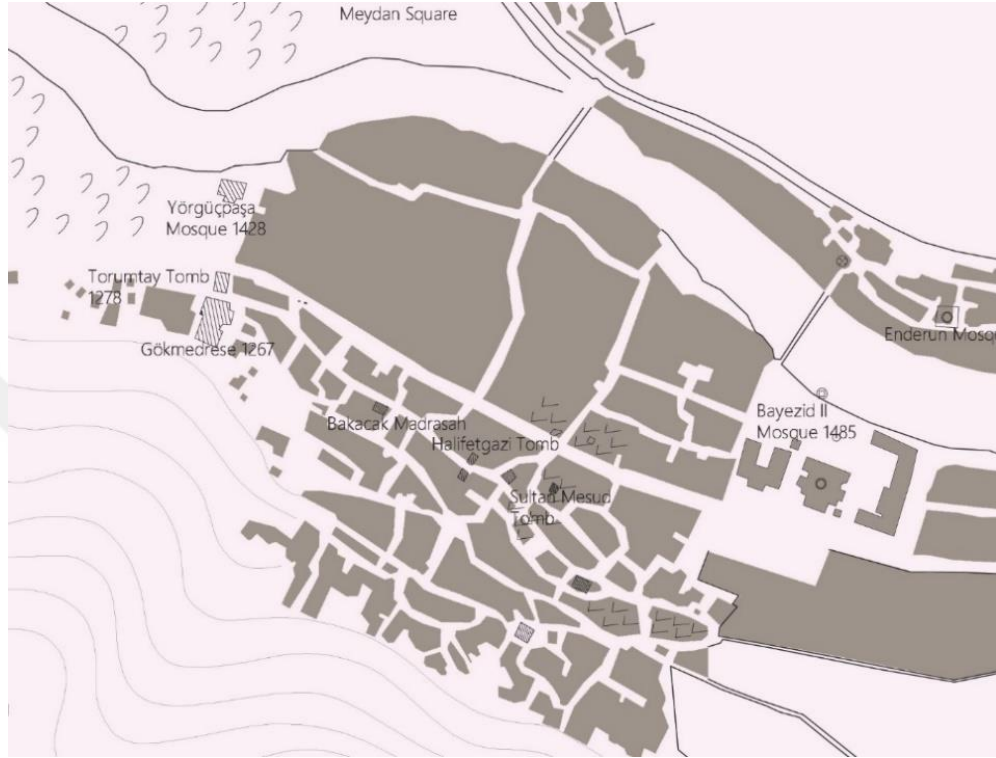 Meydan Square
Yörgüçpaşa
Mosque 1428
Torumtay Tomb
1278
Gökmedrese 1267
Enderun Mosq
Bayezid II
Mosque 1485
Bakacak Madrasah
Halifetgazi Tomb
Sultan Mesud
Tomb